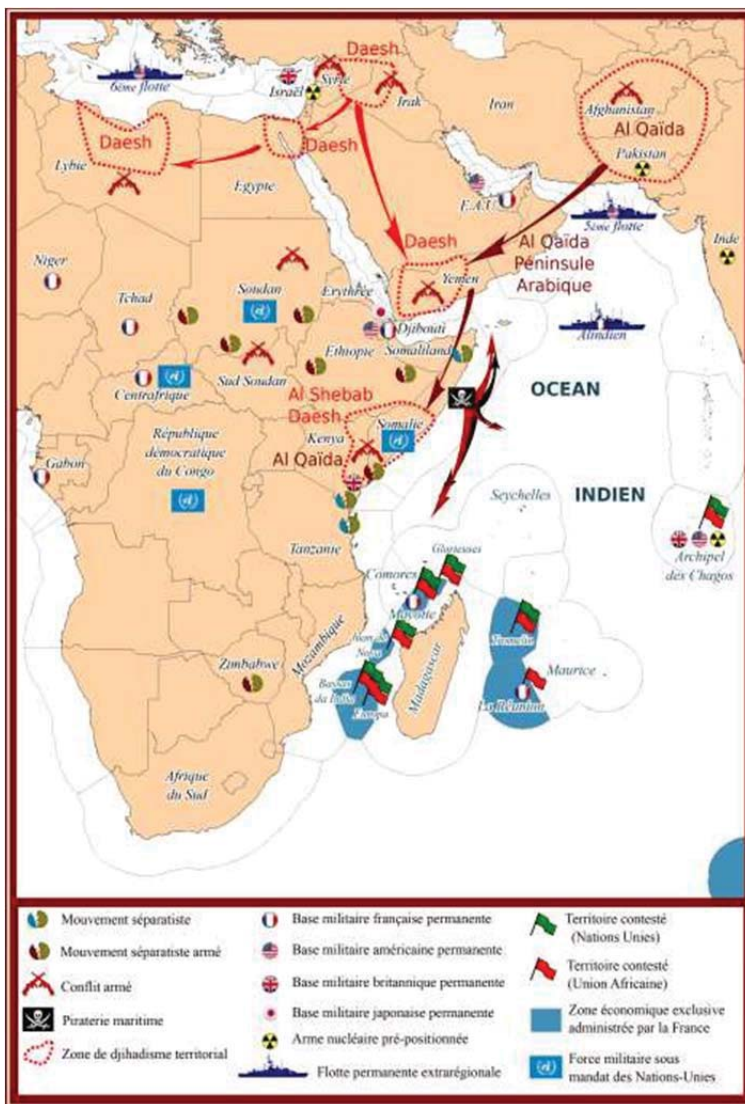 Daesh
6ème flotte
Israël
Syrie
Irak
Iran
Afghanistan
Al Qaïda
Pakistan
Daesh
Daesh
Lybie
Egypte
E.A.U
5ème flotte
Inde
Daesh
Al Qaïda
Péninsule
Arabique
Yemen
Niger
Tchad
Soudan
Erythrée
Djibouti
Alindien
Ethiopie
Somaliland
Centrafrique
Sud Soudan
Al Shebab
Daesh
OCEAN
République
démocratique
du Congo
Kenya
Somalie
Gabon
Al Qaïda
INDIEN
Seychelles
Tanzanie
Archipel
des Chagos
Comores
Glorieuses
Mayotte
Juan de
Nova
Tromelin
Mozambique
Zimbabwe
Maurice
Bassas
da India
Europa
Madagascar
La Réunion
Afrique
du Sud
Mouvement séparatiste
Mouvement séparatiste armé
Conflit armé
Piraterie maritime
Zone de djihadisme territorial
Base militaire française permanente
Base militaire américaine permanente
Base militaire britannique permanente
Base militaire japonaise permanente
Arme nucléaire pré-positionnée
Flotte permanente extrarégionale
Territoire contesté
(Nations Unies)
Territoire contesté
(Union Africaine)
Zone économique exclusive
administrée par la France
Force militaire sous
mandat des Nations-Unies